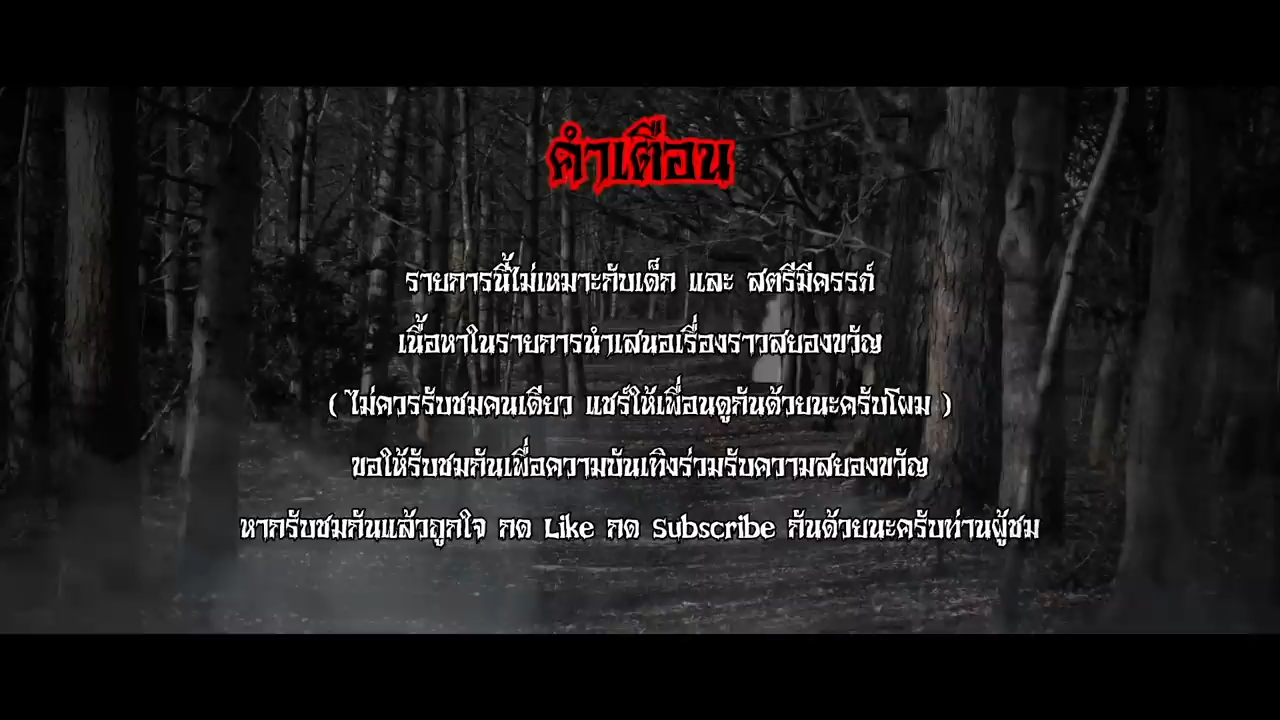 คำเตือน
รายการนี้ไม่เหมาะกับเด็ก และ สตรีมีครรภ์
เนื้อหาในรายการนำเสนอเรื่องราวสยองขวัญ
( ไม่ควรรับชมคนเดียว แชร์ให้เพื่อนดูกันด้วยนะครับโผม )
ขอให้รับชมกันเพื่อความบันเทิงร่วมรับความสยองขวัญ
หากรับชมกันแล้วถูกใจ กด Like กด Subscribe กันด้วยนะครับท่านผู้ชม